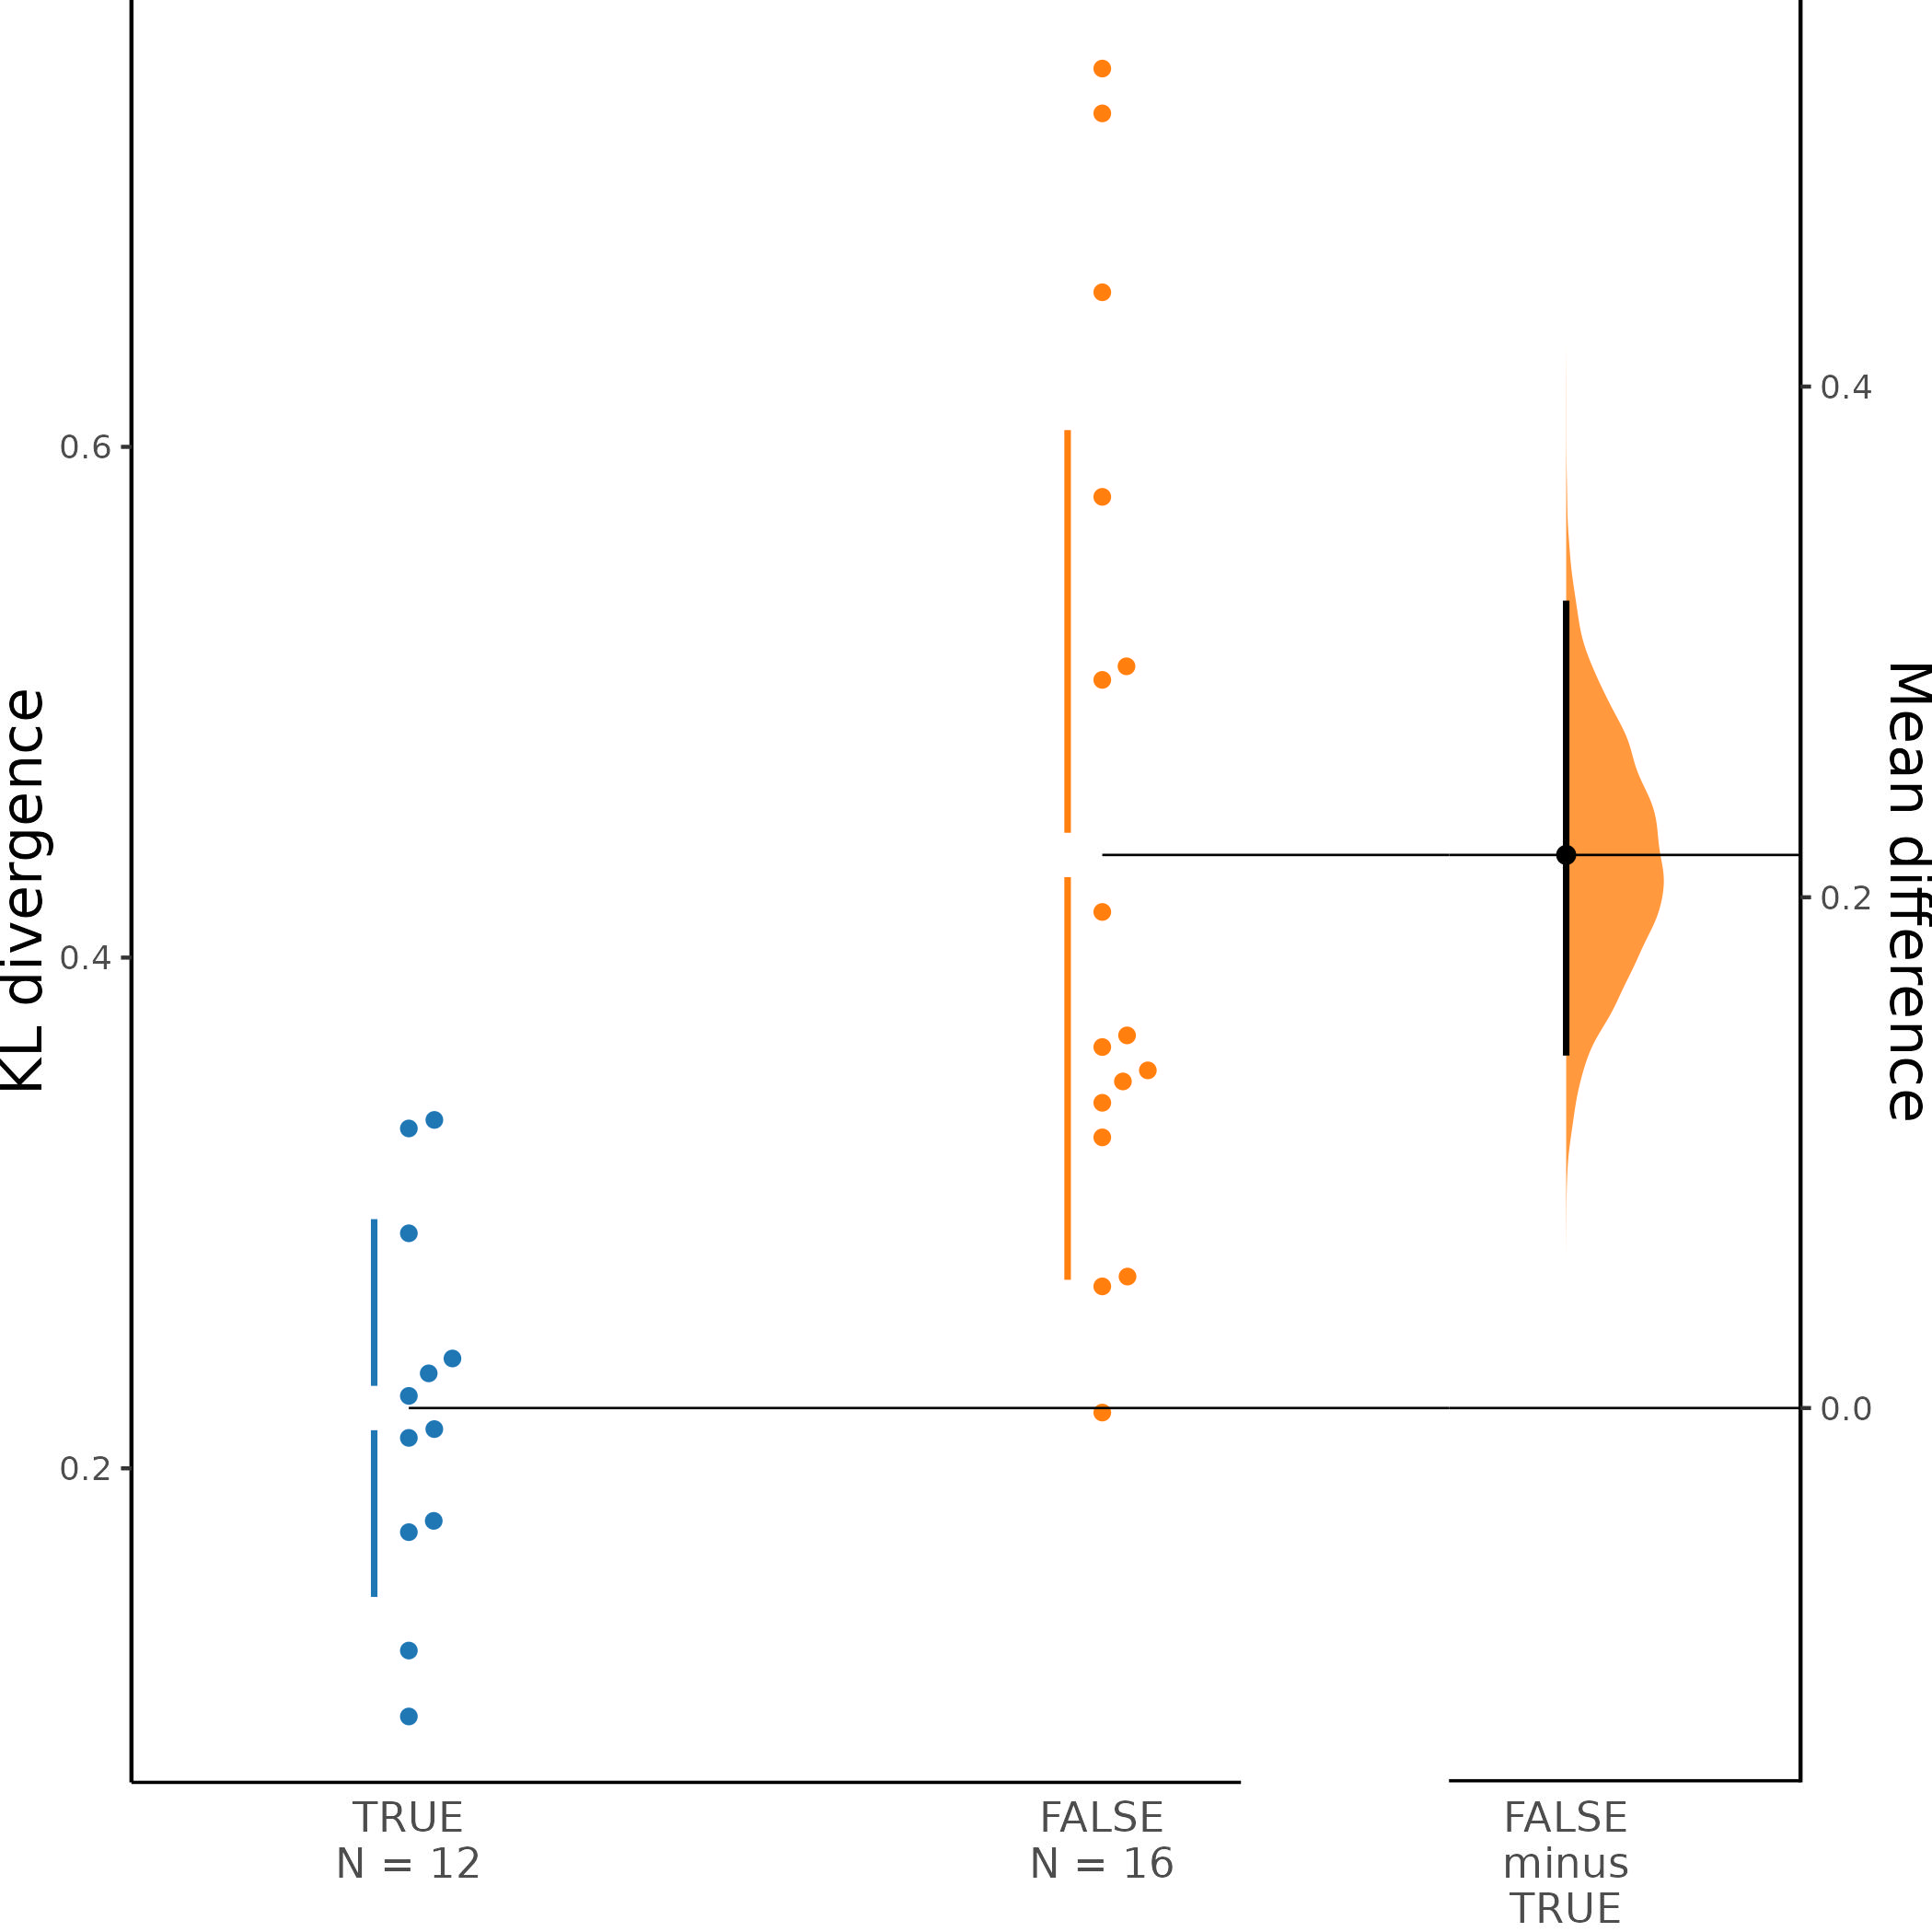 KL divergence
0.6
0.4
0.2
0.4
0.2
0.0
Mean difference
TRUE
N = 12
FALSE
N = 16
FALSE
minus
TRUE